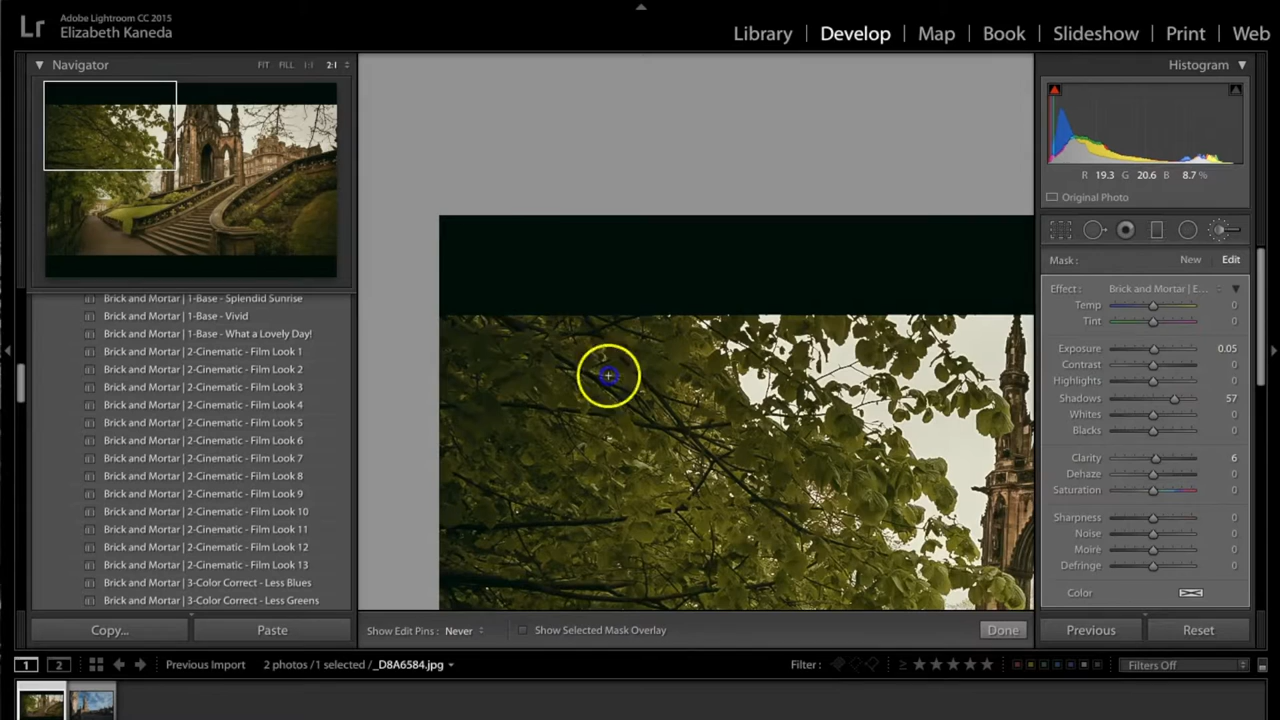 Lr
Adobe Lightroom CC 2015
Elizabeth Kaneda
Library | Develop | Map | Book | Slideshow | Print | Web
Navigator FIT FILL 1:1 2:1
Brick and Mortar | 1-Base - Splendid Sunrise
Brick and Mortar | 1-Base - Vivid
Brick and Mortar | 1-Base - What a Lovely Day!
Brick and Mortar | 2-Cinematic - Film Look 1
Brick and Mortar | 2-Cinematic - Film Look 2
Brick and Mortar | 2-Cinematic - Film Look 3
Brick and Mortar | 2-Cinematic - Film Look 4
Brick and Mortar | 2-Cinematic - Film Look 5
Brick and Mortar | 2-Cinematic - Film Look 6
Brick and Mortar | 2-Cinematic - Film Look 7
Brick and Mortar | 2-Cinematic - Film Look 8
Brick and Mortar | 2-Cinematic - Film Look 9
Brick and Mortar | 2-Cinematic - Film Look 10
Brick and Mortar | 2-Cinematic - Film Look 11
Brick and Mortar | 2-Cinematic - Film Look 12
Brick and Mortar | 2-Cinematic - Film Look 13
Brick and Mortar | 3-Color Correct - Less Blues
Brick and Mortar | 3-Color Correct - Less Greens
Copy... Paste
Show Edit Pins: Never Show Selected Mask Overlay Done
Histogram
R 19.3 G 20.6 B 8.7 %
Original Photo
Mask : New Edit
Effect : Brick and Mortar | E...
Temp 0
Tint 0
Exposure 0.05
Contrast 0
Highlights 0
Shadows 57
Whites 0
Blacks 0
Clarity 6
Dehaze 0
Saturation 0
Sharpness 0
Noise 0
Moire 0
Defringe 0
Color
Previous Reset
1 2 Previous Import 2 photos / 1 selected / _D8A6584.jpg Filter : ≥ ★★★★★ Filters Off